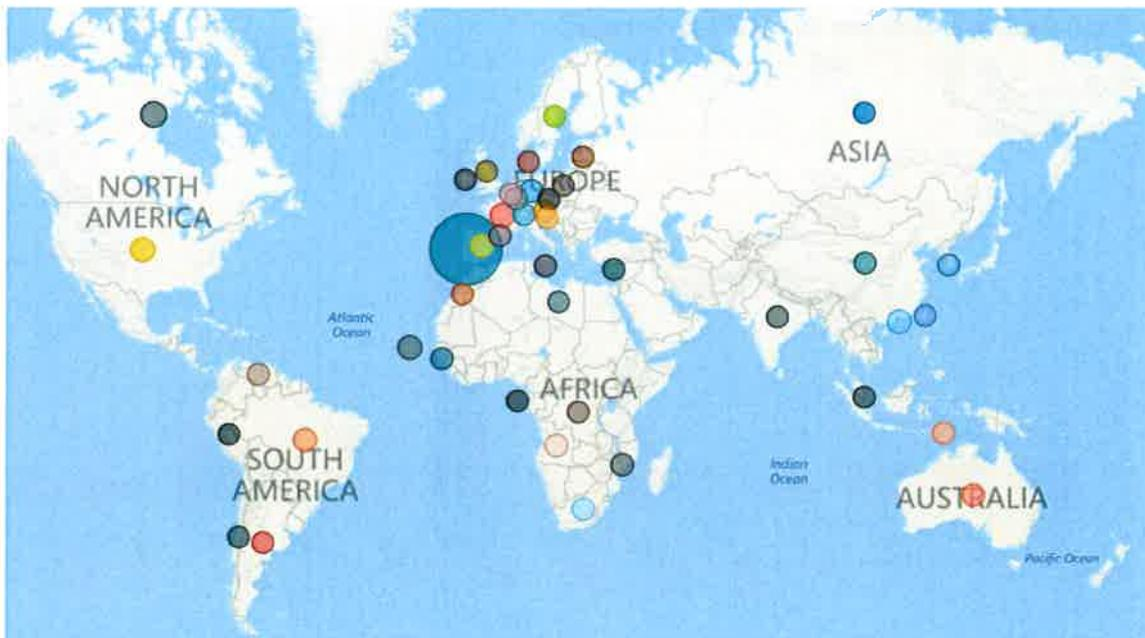 NORTH
AMERICA
EUROPE
ASIA
Atlantic
Ocean
AFRICA
SOUTH
AMERICA
Indian
Ocean
AUSTRALIA
Pacific Ocean